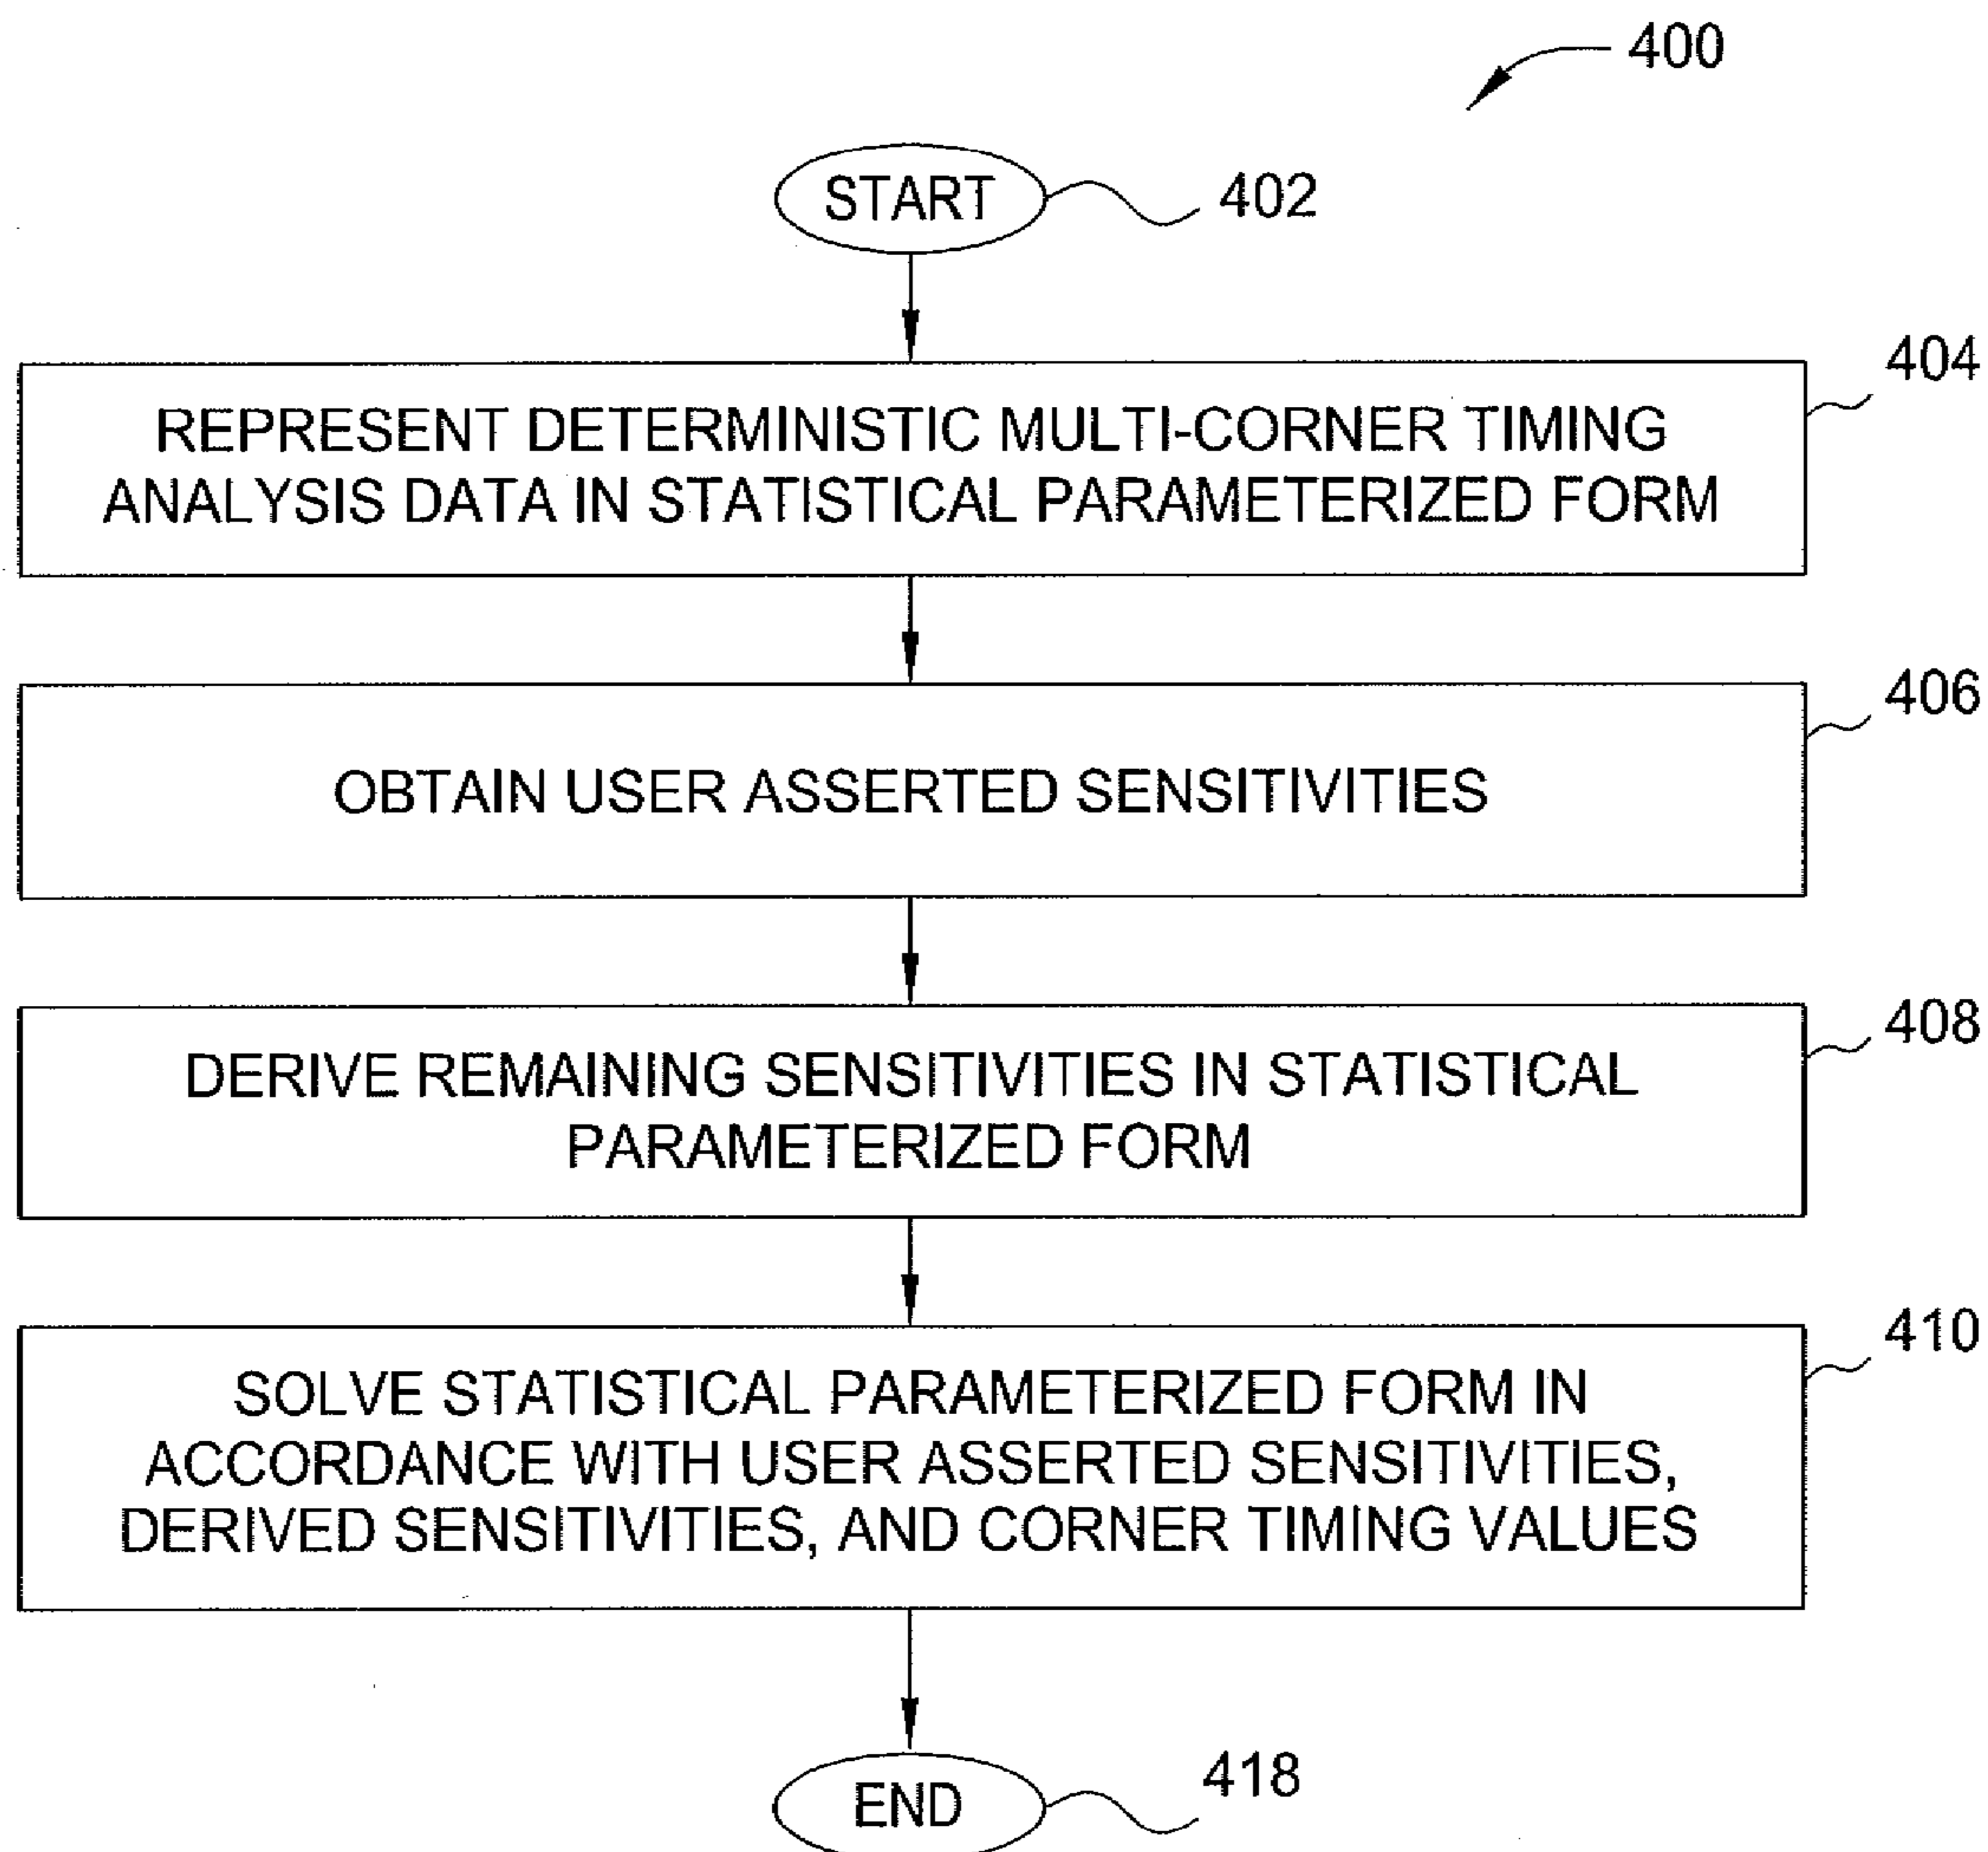 400
START
402
404
REPRESENT DETERMINISTIC MULTI-CORNER TIMING
ANALYSIS DATA IN STATISTICAL PARAMETERIZED FORM
406
OBTAIN USER ASSERTED SENSITIVITIES
408
DERIVE REMAINING SENSITIVITIES IN STATISTICAL
PARAMETERIZED FORM
410
SOLVE STATISTICAL PARAMETERIZED FORM IN
ACCORDANCE WITH USER ASSERTED SENSITIVITIES,
DERIVED SENSITIVITIES, AND CORNER TIMING VALUES
418
END